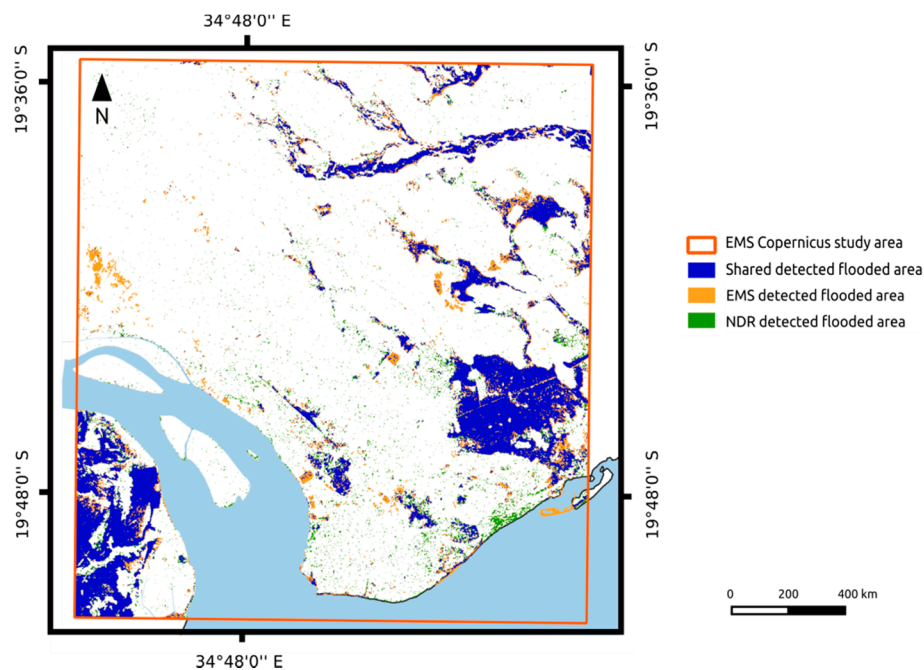 34°48'0'' E
19°36'0'' S
19°36'0'' S
N
EMS Copernicus study area
Shared detected flooded area
EMS detected flooded area
NDR detected flooded area
19°48'0'' S
19°48'0'' S
0 200 400 km
34°48'0'' E